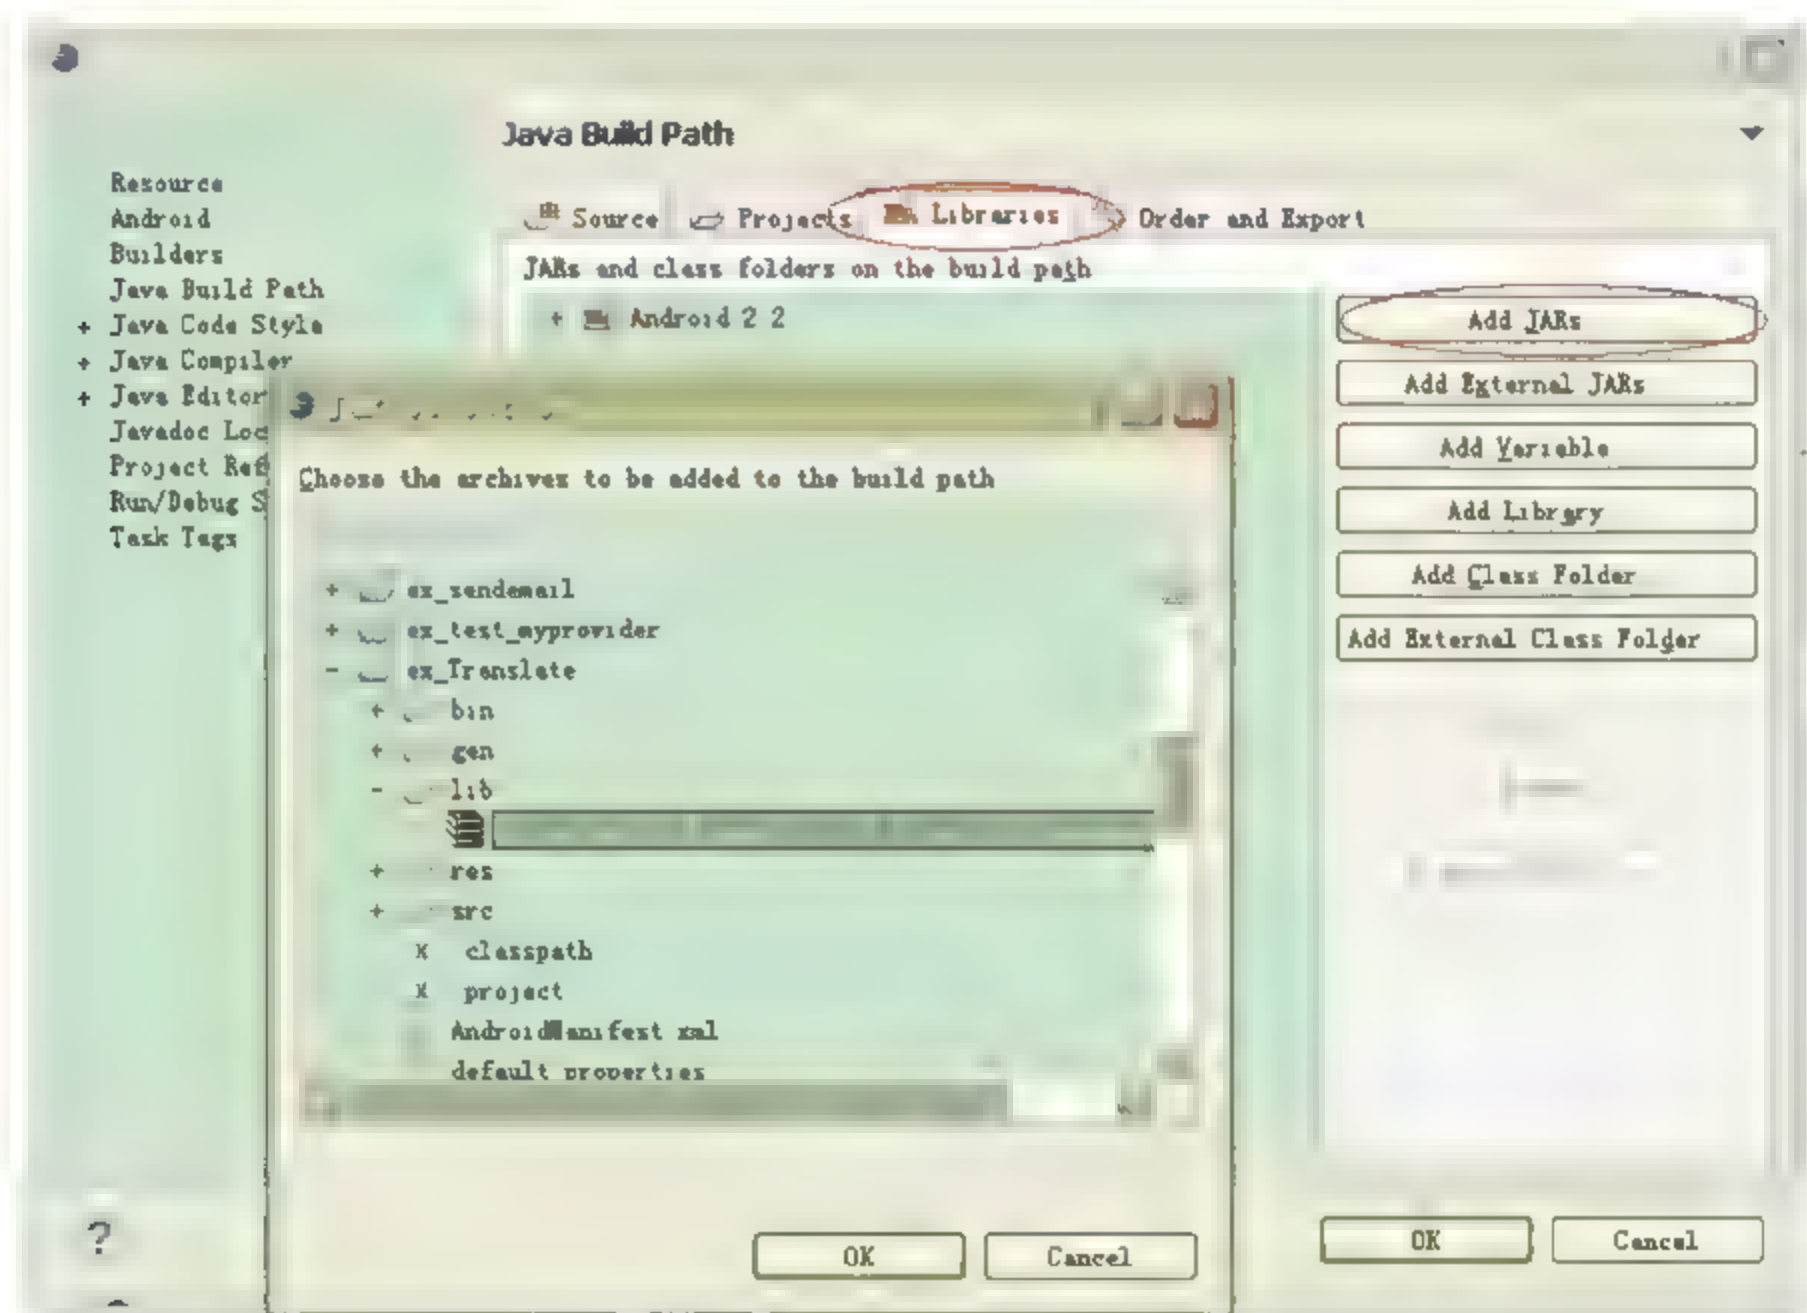 Java Build Path
Resource
Android
Builders
Java Build Path
+ Java Code Style
+ Java Compiler
+ Java Editor
Javadoc Loc
Project Ref
Run/Debug S
Task Tags
Source Projects Libraries Order and Export
JARs and class folders on the build path
+ Android 2 2
Add JARs
Add External JARs
Add Variable
Add Library
Add Class Folder
Add External Class Folder
Choose the archives to be added to the build path
+ ex_sendemail
+ ex_test_myprovider
- ex_Translate
+ bin
+ gen
- lib
+ res
+ src
X classpath
X project
AndroidManifest xml
default properties
OK Cancel
?
OK Cancel